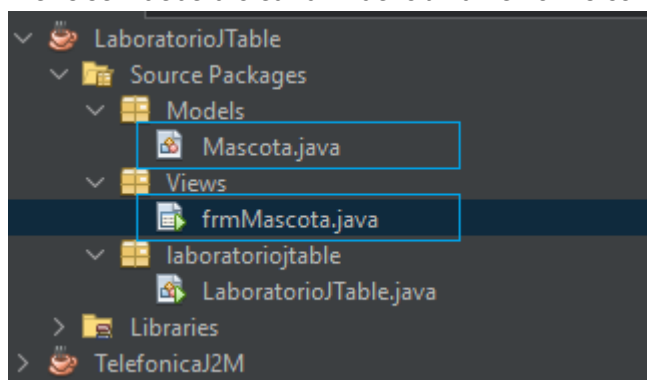 LaboratorioJTable
Source Packages
Models
Mascota.java
Views
frmMascota.java
laboratoriojtable
LaboratorioJTable.java
Libraries
TelefonicaJ2M